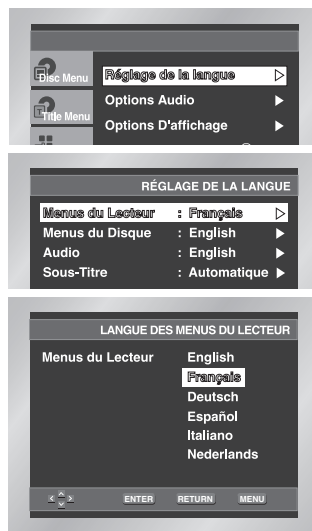 Disc Menu
Réglage de la langue
Title Menu
Options Audio
Options D'affichage
RÉGLAGE DE LA LANGUE
Menus du Lecteur : Français
Menus du Disque : English
Audio : English
Sous-Titre : Automatique
LANGUE DES MENUS DU LECTEUR
Menus du Lecteur English
Français
Deutsch
Español
Italiano
Nederlands
ENTER RETURN MENU